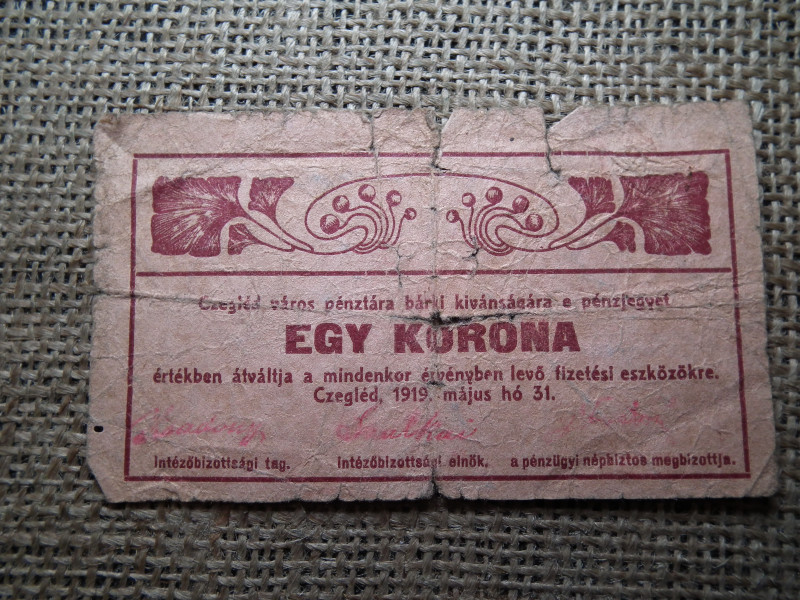 Czegléd város pénztára bárki kivánságára e pénzjegyet
EGY KORONA
értékben átváltja a mindenkor érvényben levő fizetési eszközökre.
Czegléd, 1919. május hó 31.
intézőbizottsági tag. intézőbizottsági elnök, a pénzügyi népbiztos megbizottja.